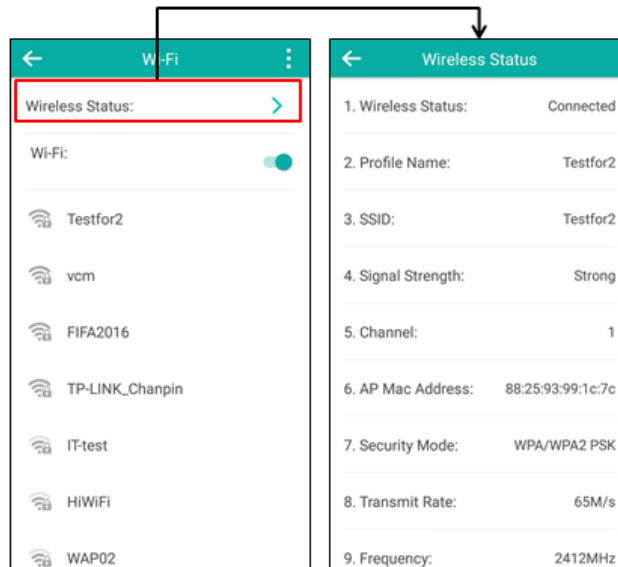 Wi-Fi
Wireless Status:
Wi-Fi:
Testfor2
vcm
FIFA2016
TP-LINK_Chanpin
IT-test
HiWiFi
WAP02
Wireless Status
1. Wireless Status: Connected
2. Profile Name: Testfor2
3. SSID: Testfor2
4. Signal Strength: Strong
5. Channel: 1
6. AP Mac Address: 88:25:93:99:1c:7c
7. Security Mode: WPA/WPA2 PSK
8. Transmit Rate: 65M/s
9. Frequency: 2412MHz